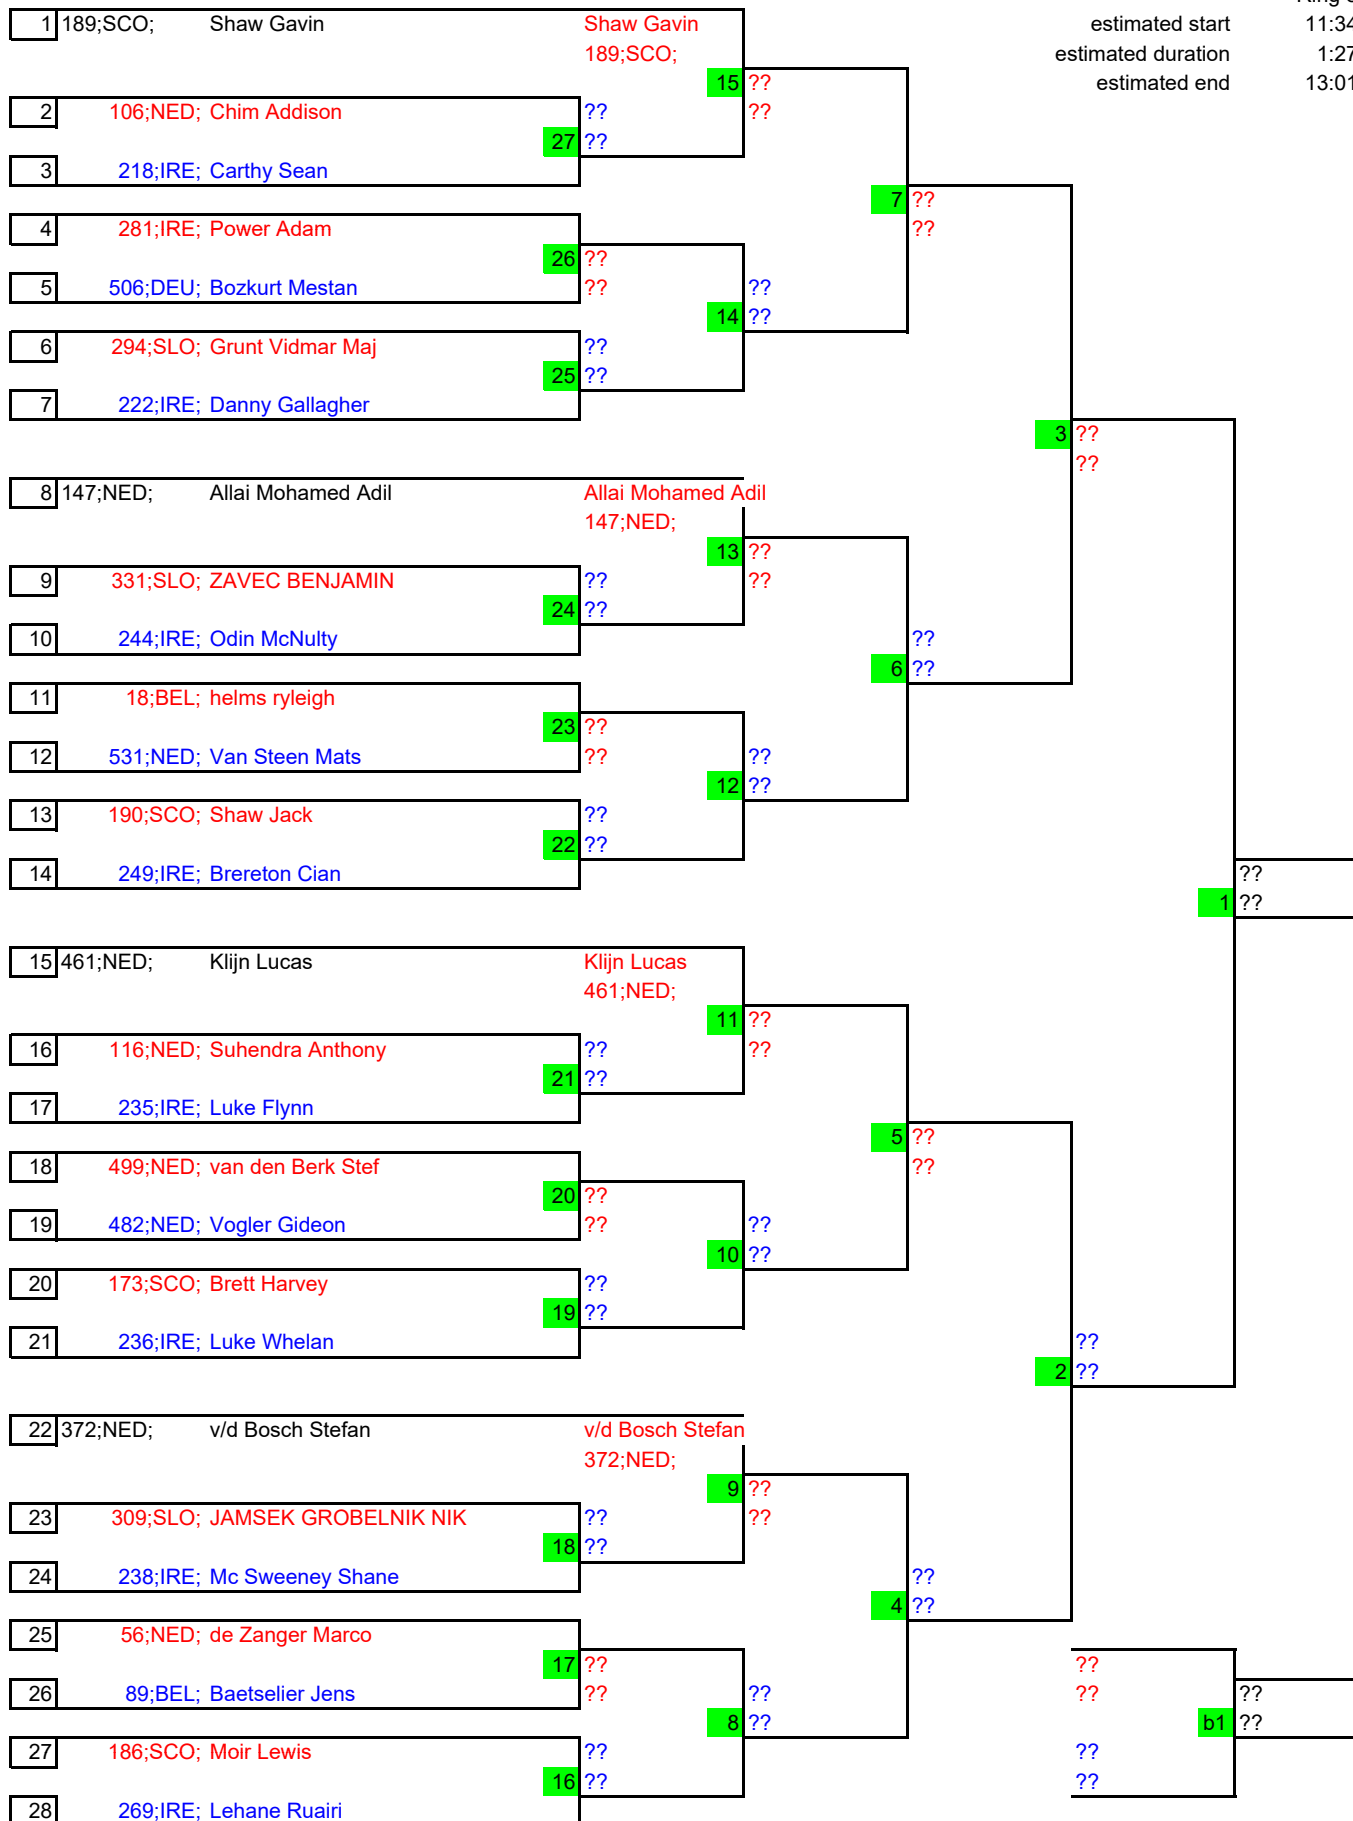 1 189;SCO; Shaw Gavin Shaw Gavin estimated start 11:34
189;SCO; estimated duration 1:27
15 ?? estimated end 13:01
2 106;NED; Chim Addison ?? ??
27 ??
3 218;IRE; Carthy Sean
7 ??
4 281;IRE; Power Adam ??
26 ??
5 506;DEU; Bozkurt Mestan ?? ??
14 ??
6 294;SLO; Grunt Vidmar Maj ??
25 ??
7 222;IRE; Danny Gallagher
3 ??
??
8 147;NED; Allai Mohamed Adil Allai Mohamed Adil
147;NED;
13 ??
9 331;SLO; ZAVEC BENJAMIN ?? ??
24 ??
10 244;IRE; Odin McNulty ??
6 ??
11 18;BEL; helms ryleigh
23 ??
12 531;NED; Van Steen Mats ?? ??
12 ??
13 190;SCO; Shaw Jack ??
22 ??
14 249;IRE; Brereton Cian ??
1 ??
15 461;NED; Klijn Lucas Klijn Lucas
461;NED;
11 ??
16 116;NED; Suhendra Anthony ?? ??
21 ??
17 235;IRE; Luke Flynn
5 ??
18 499;NED; van den Berk Stef ??
20 ??
19 482;NED; Vogler Gideon ?? ??
10 ??
20 173;SCO; Brett Harvey ??
19 ??
21 236;IRE; Luke Whelan ??
2 ??
22 372;NED; v/d Bosch Stefan v/d Bosch Stefan
372;NED;
9 ??
23 309;SLO; JAMSEK GROBELNIK NIK ?? ??
18 ??
24 238;IRE; Mc Sweeney Shane ??
4 ??
25 56;NED; de Zanger Marco
17 ?? ??
26 89;BEL; Baetselier Jens ?? ?? ?? ??
8 ?? b1 ??
27 186;SCO; Moir Lewis ?? ??
16 ?? ??
28 269;IRE; Lehane Ruairi